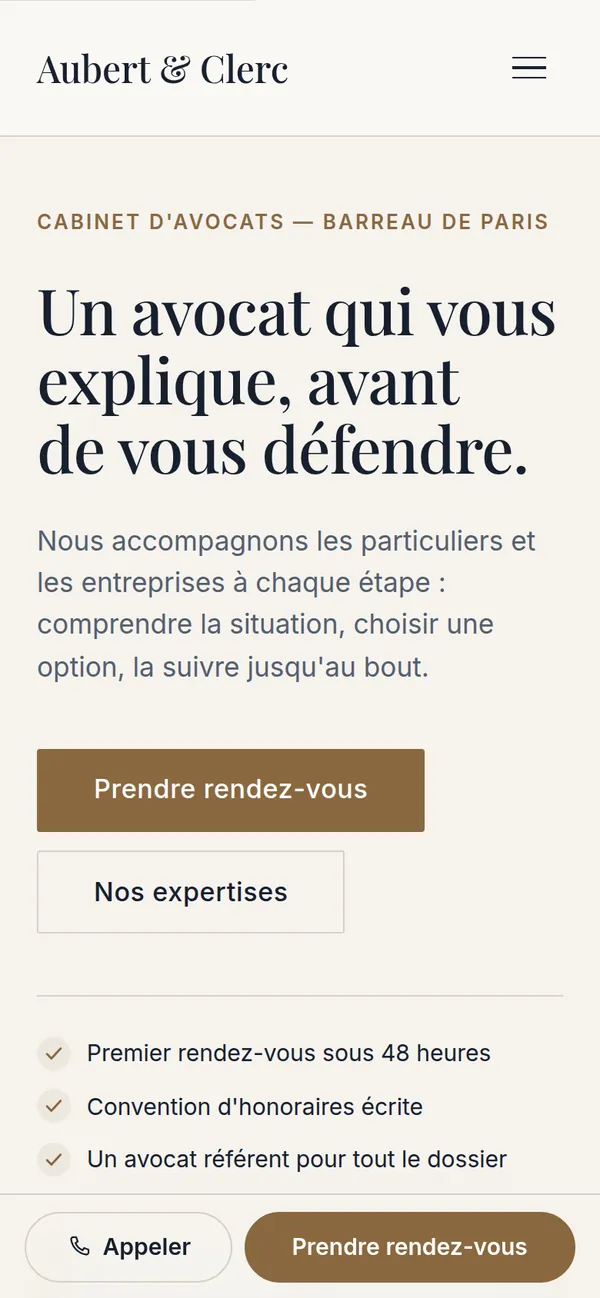 Aubert & Clerc
CABINET D'AVOCATS — BARREAU DE PARIS
Un avocat qui vous
explique, avant
de vous défendre.
Nous accompagnons les particuliers et
les entreprises à chaque étape :
comprendre la situation, choisir une
option, la suivre jusqu'au bout.
Prendre rendez-vous
Nos expertises
Premier rendez-vous sous 48 heures
Convention d'honoraires écrite
Un avocat référent pour tout le dossier
Appeler
Prendre rendez-vous